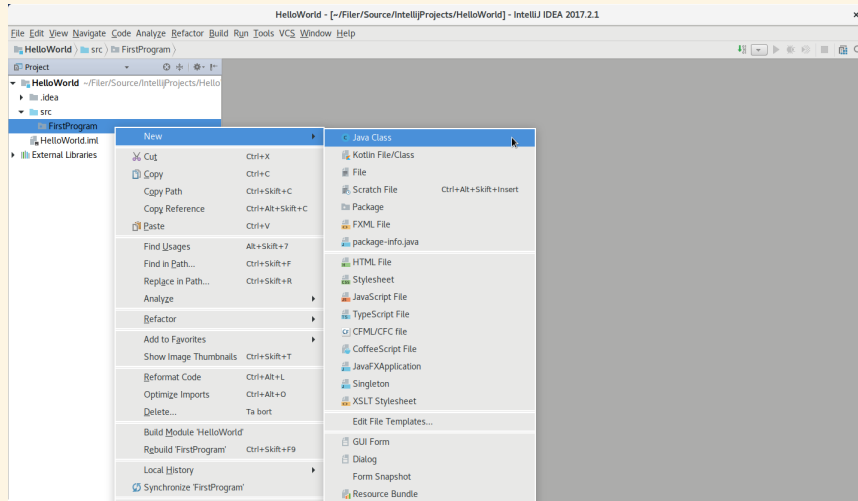 HelloWorld - [~/Filer/Source/IntellijProjects/HelloWorld] - IntelliJ IDEA 2017.2.1
File Edit View Navigate Code Analyze Refactor Build Run Tools VCS Window Help
HelloWorld src FirstProgram
Project
HelloWorld ~/Filer/Source/IntellijProjects/Hello
.idea
src
FirstProgram
HelloWorld.iml
External Libraries
New
Cut Ctrl+X
Copy Ctrl+C
Copy Path Ctrl+Skift+C
Copy Reference Ctrl+Alt+Skift+C
Paste Ctrl+V
Find Usages Alt+Skift+7
Find in Path... Ctrl+Skift+F
Replace in Path... Ctrl+Skift+R
Analyze
Refactor
Add to Favorites
Show Image Thumbnails Ctrl+Skift+T
Reformat Code Ctrl+Alt+L
Optimize Imports Ctrl+Alt+O
Delete... Ta bort
Build Module 'HelloWorld'
Rebuild 'FirstProgram' Ctrl+Skift+F9
Local History
Synchronize 'FirstProgram'
Java Class
Kotlin File/Class
File
Scratch File Ctrl+Alt+Skift+Insert
Package
FXML File
package-info.java
HTML File
Stylesheet
JavaScript File
TypeScript File
CFML/CFC file
CoffeeScript File
JavaFXApplication
Singleton
XSLT Stylesheet
Edit File Templates...
GUI Form
Dialog
Form Snapshot
Resource Bundle